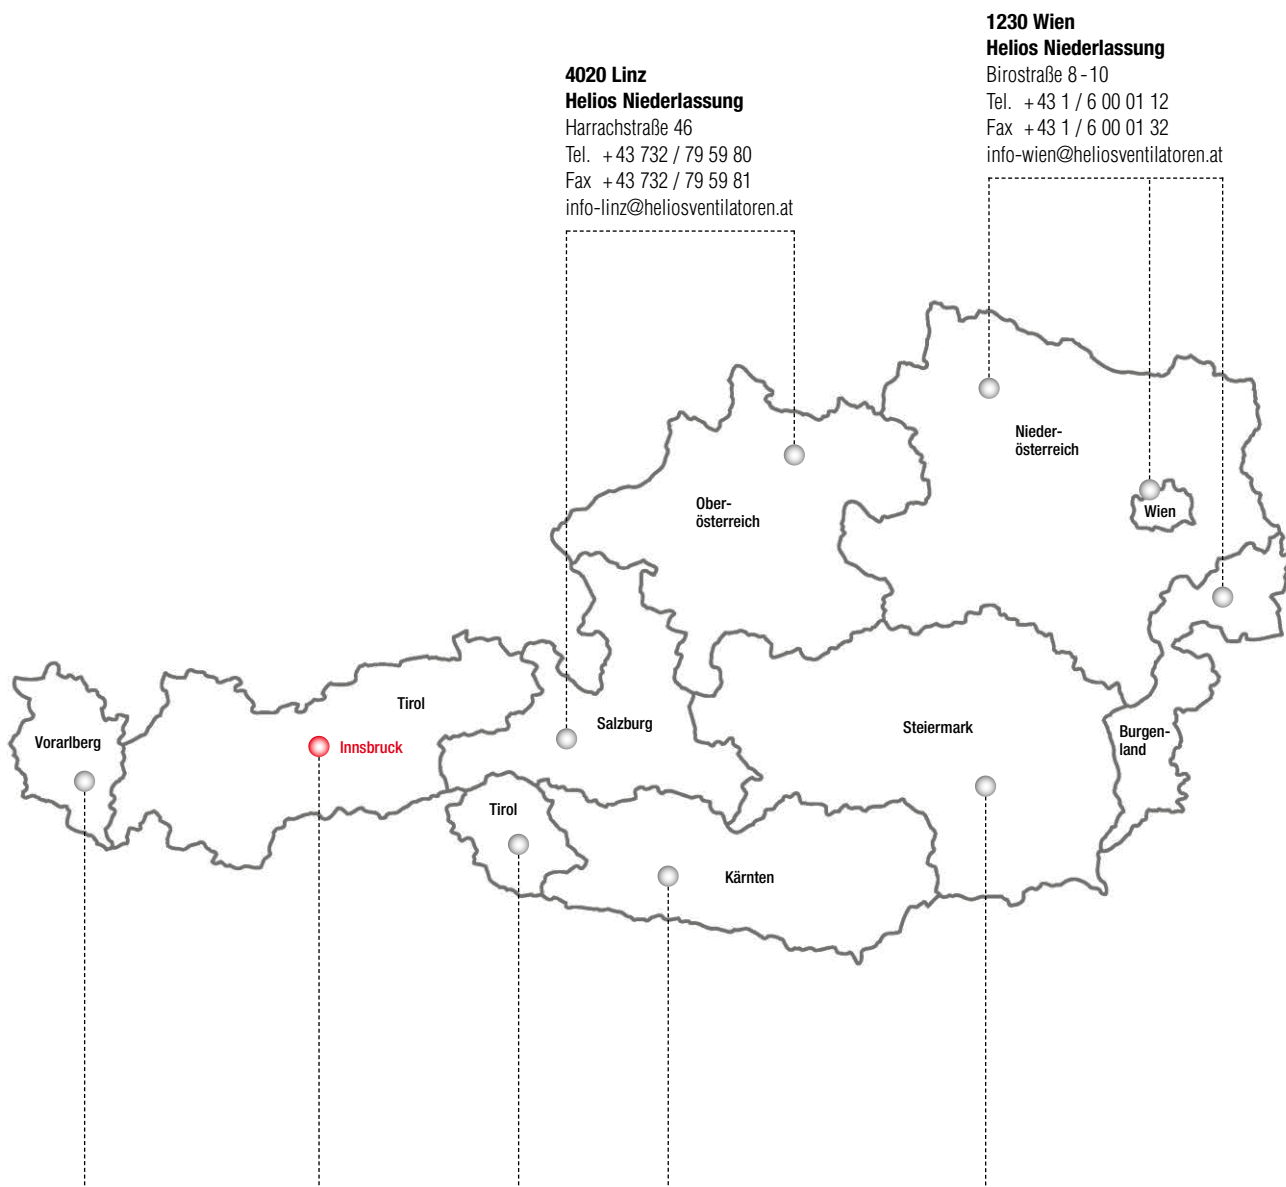 1230 Wien
Helios Niederlassung
Birostraße 8-10
Tel. +43 1 / 6 00 01 12
Fax +43 1 / 6 00 01 32
info-wien@heliosventilatoren.at
4020 Linz
Helios Niederlassung
Harrachstraße 46
Tel. +43 732 / 79 59 80
Fax +43 732 / 79 59 81
info-linz@heliosventilatoren.at
Nieder-
österreich
Ober-
österreich
Wien
Tirol
Salzburg
Steiermark
Burgen-
land
Vorarlberg
Innsbruck
Tirol
Kärnten